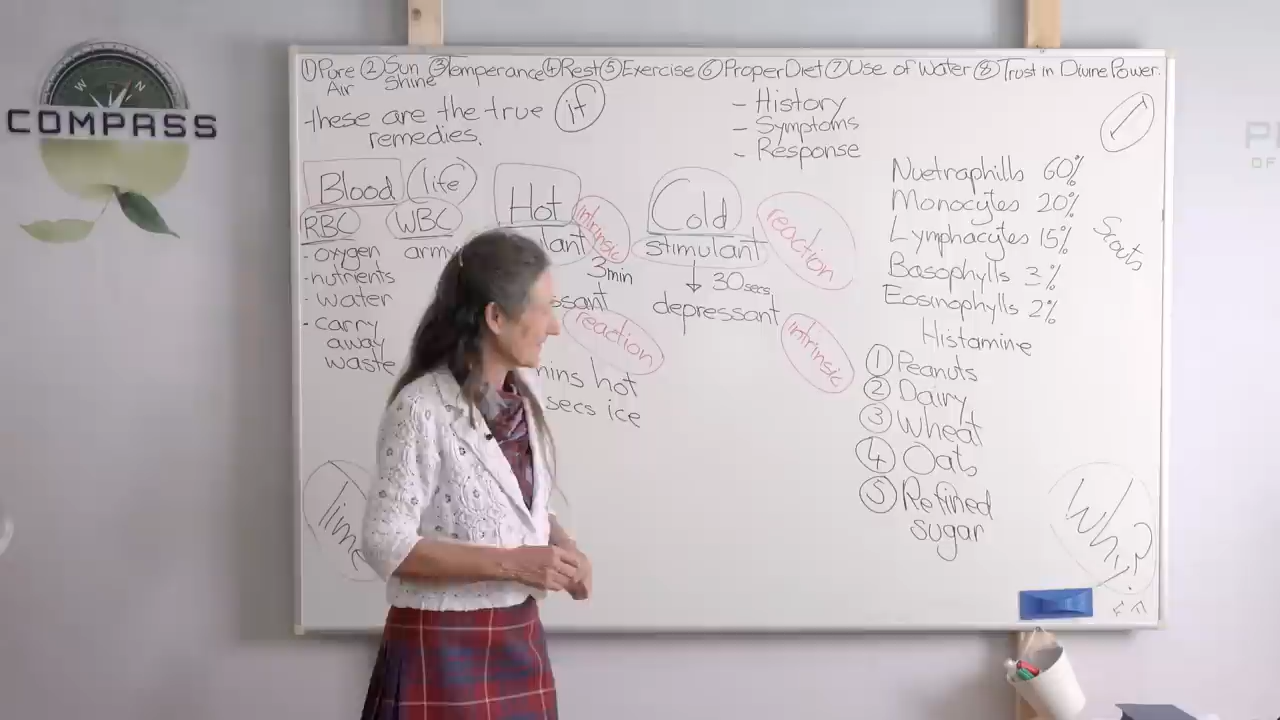 COMPASS
① Pure Air ② Sun Shine ③ Temperance ④ Rest ⑤ Exercise ⑥ Proper Diet ⑦ Use of Water ⑧ Trust in Divine Power.
these are the true remedies.
if
- History
- Symptoms
- Response
Blood
life
RBC
WBC
- oxygen
- nutrients
- water
- carry away waste
army
Hot
intrinsic
lant
3min
ssant
reaction
mins hot
secs ice
Cold
stimulant
30secs
depressant
reaction
intrinsic
Nuetraphills 60%
Monocytes 20%
Lymphacytes 15%
Basophylls 3%
Eosinophylls 2%
Histamine
Scouts
① Peanuts
② Dairy
③ Wheat
④ Oats
⑤ Refined sugar
Time
Why?